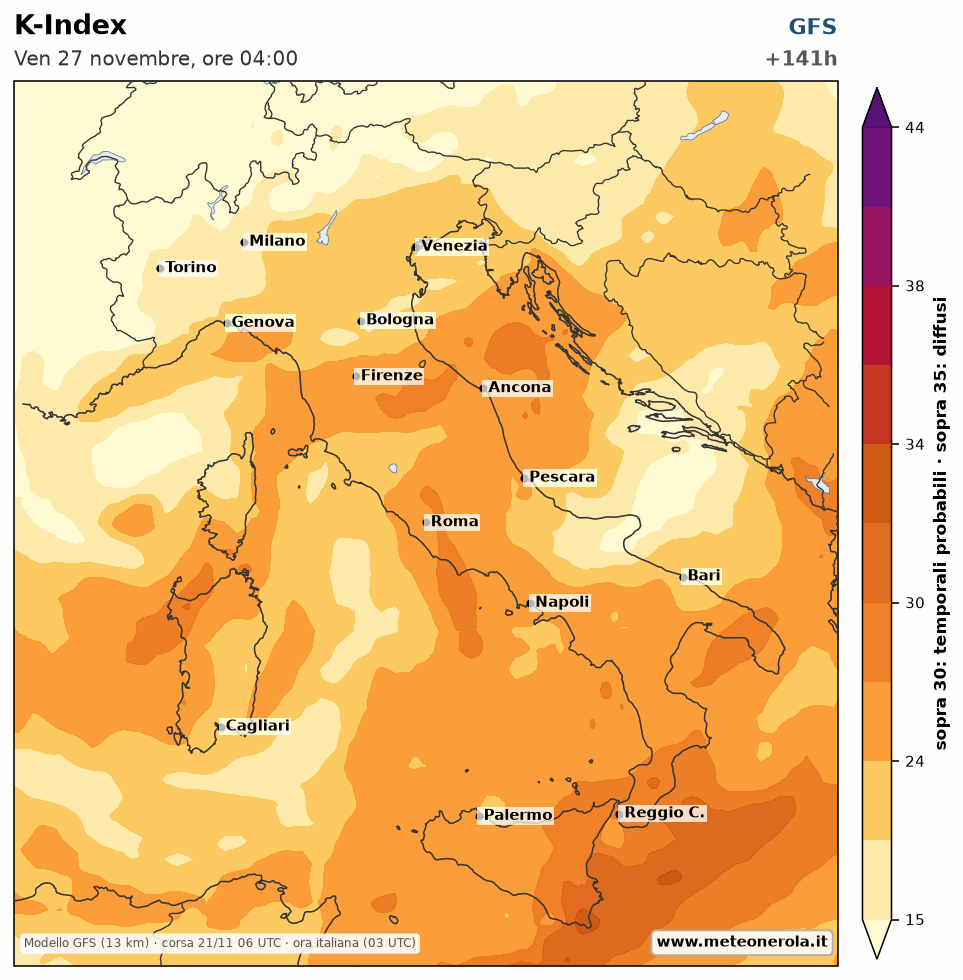 K-Index
GFS
Ven 27 novembre, ore 04:00
+141h
44
38
34
30
24
15
sopra 30: temporali probabili · sopra 35: diffusi
Milano
Venezia
Torino
Genova
Bologna
Firenze
Ancona
Pescara
Roma
Bari
Napoli
Cagliari
Palermo
Reggio C.
Modello GFS (13 km) · corsa 21/11 06 UTC · ora italiana (03 UTC)
www.meteonerola.it